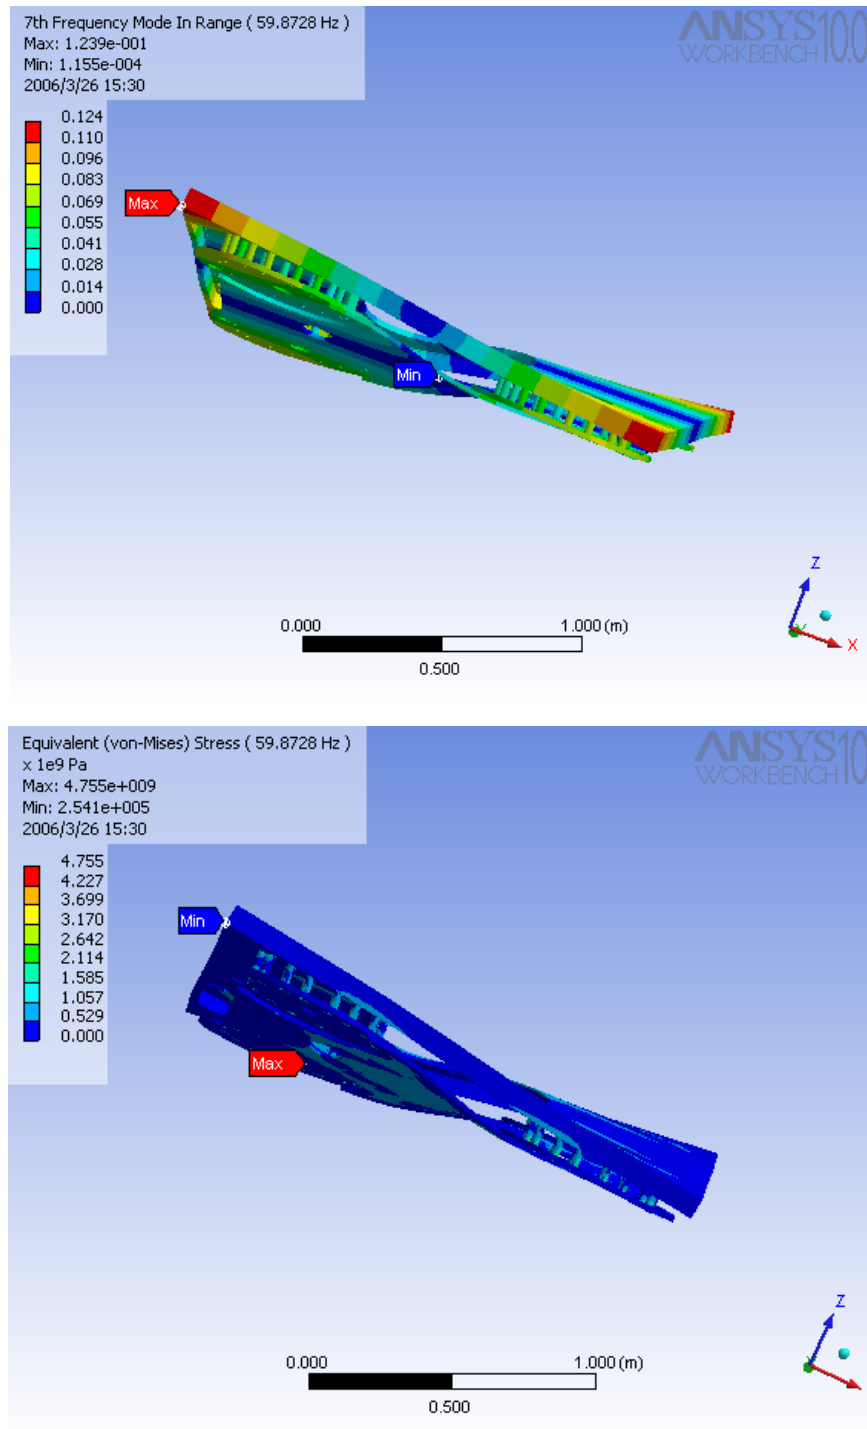 7th Frequency Mode In Range ( 59.8728 Hz )
Max: 1.239e-001
Min: 1.155e-004
2006/3/26 15:30
ANSYS 10.0
WORKBENCH
0.124
0.110
0.096
0.083
0.069
0.055
0.041
0.028
0.014
0.000
Max
Min
Z
X
Y
0.000
1.000 (m)
0.500
Equivalent (von-Mises) Stress ( 59.8728 Hz )
x 1e9 Pa
Max: 4.755e+009
Min: 2.541e+005
2006/3/26 15:30
ANSYS 10
WORKBENCH
4.755
4.227
3.699
3.170
2.642
2.114
1.585
1.057
0.529
0.000
Min
Max
Z
0.000
1.000 (m)
0.500